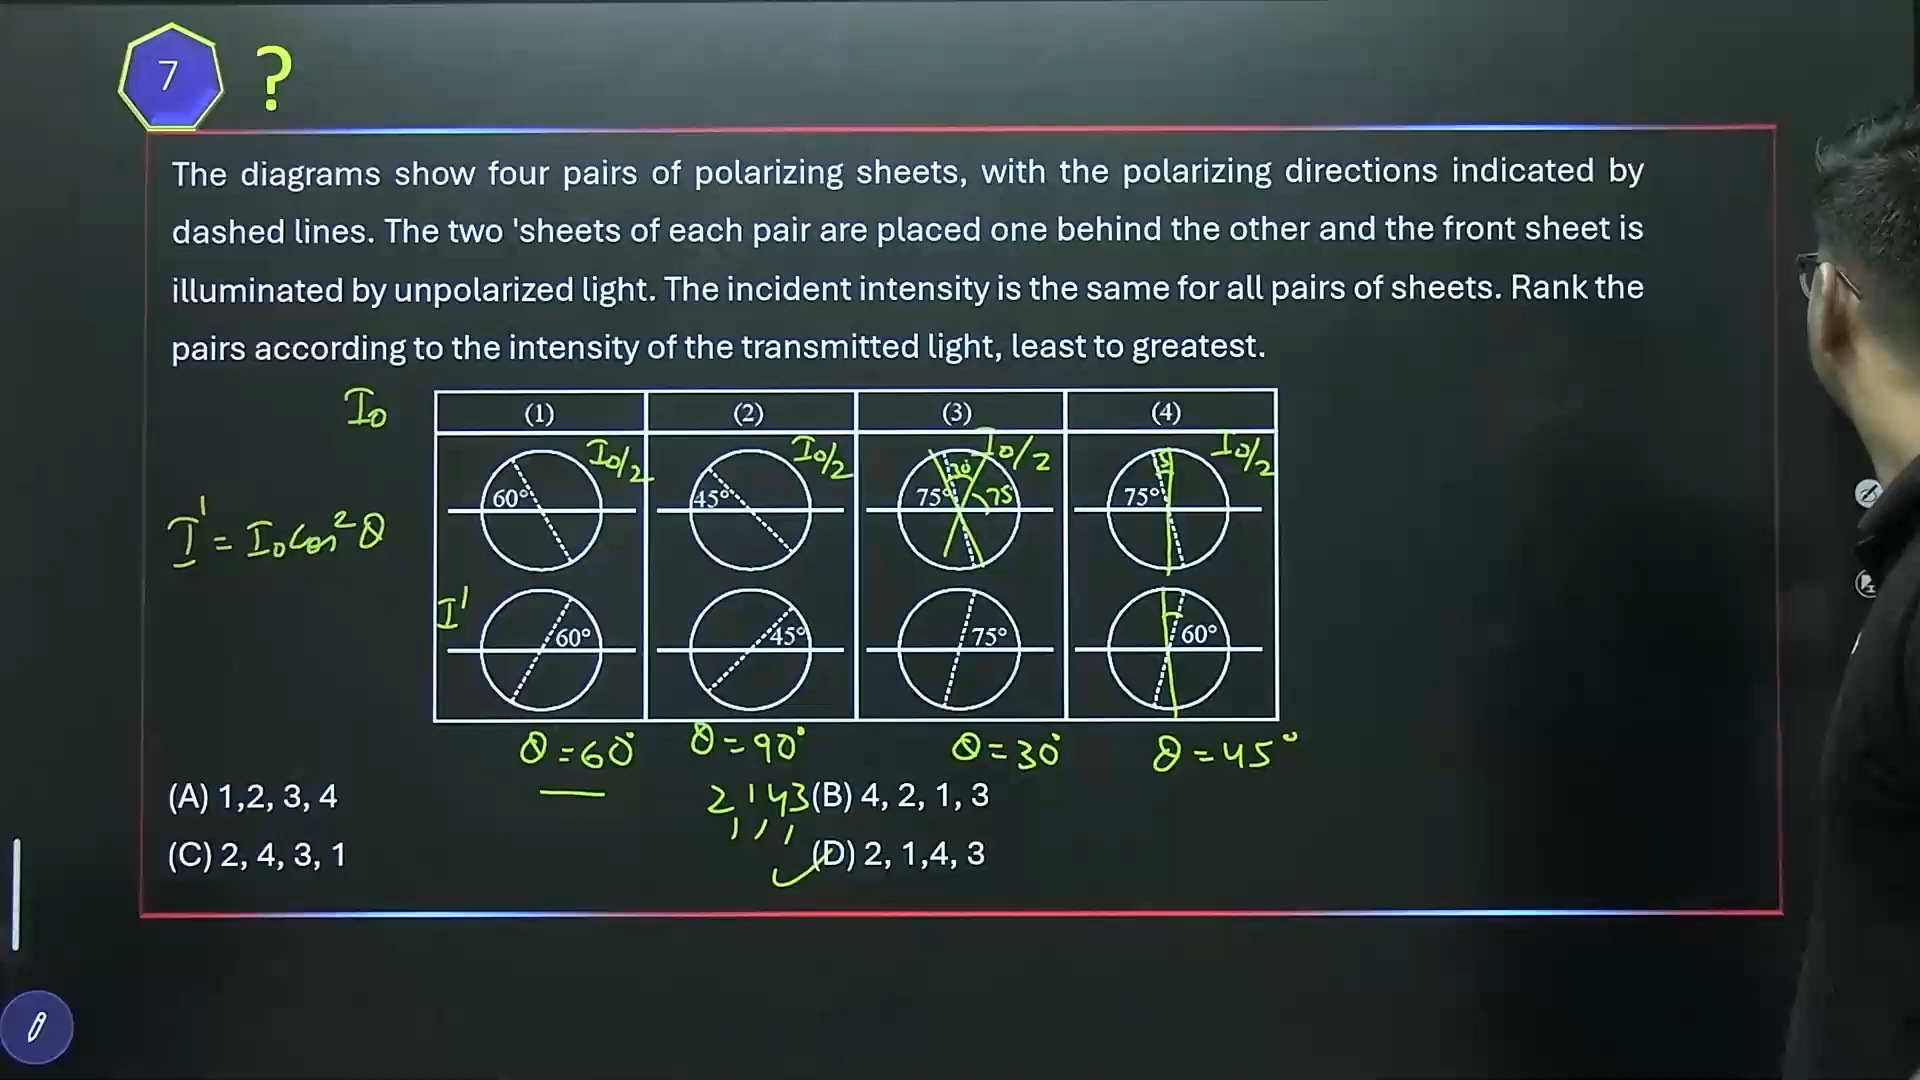 7 ?
The diagrams show four pairs of polarizing sheets, with the polarizing directions indicated by
dashed lines. The two 'sheets of each pair are placed one behind the other and the front sheet is
illuminated by unpolarized light. The incident intensity is the same for all pairs of sheets. Rank the
pairs according to the intensity of the transmitted light, least to greatest.
I₀
(1) (2) (3) (4)
I₀/2 I₀/2 I₀/2 I₀/2
60° 45° 75° 30 75 75° 15
I' = I₀cos²θ
I'
60° 45° 75° 60°
θ = 60° θ = 90° θ = 30° θ = 45°
(A) 1,2, 3, 4 2, 1, 4, 3 (B) 4, 2, 1, 3
(C) 2, 4, 3, 1 (D) 2, 1,4, 3